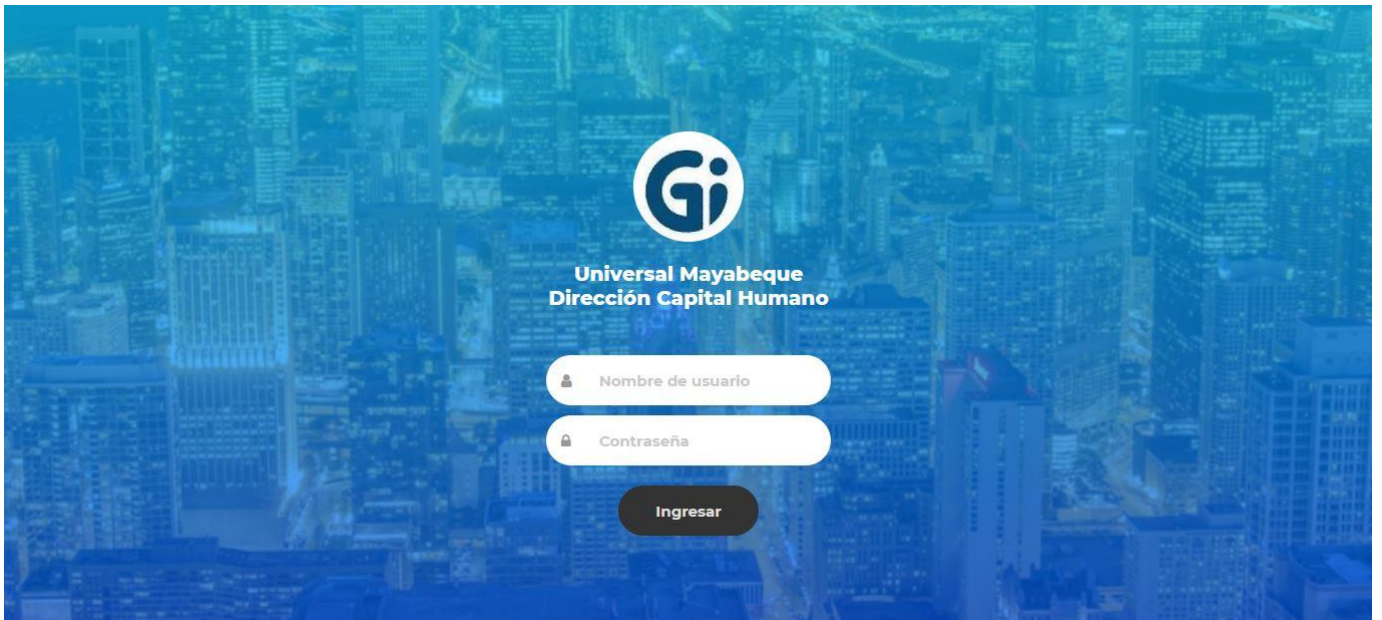 Gi
Universal Mayabeque
Dirección Capital Humano
Nombre de usuario
Contraseña
Ingresar